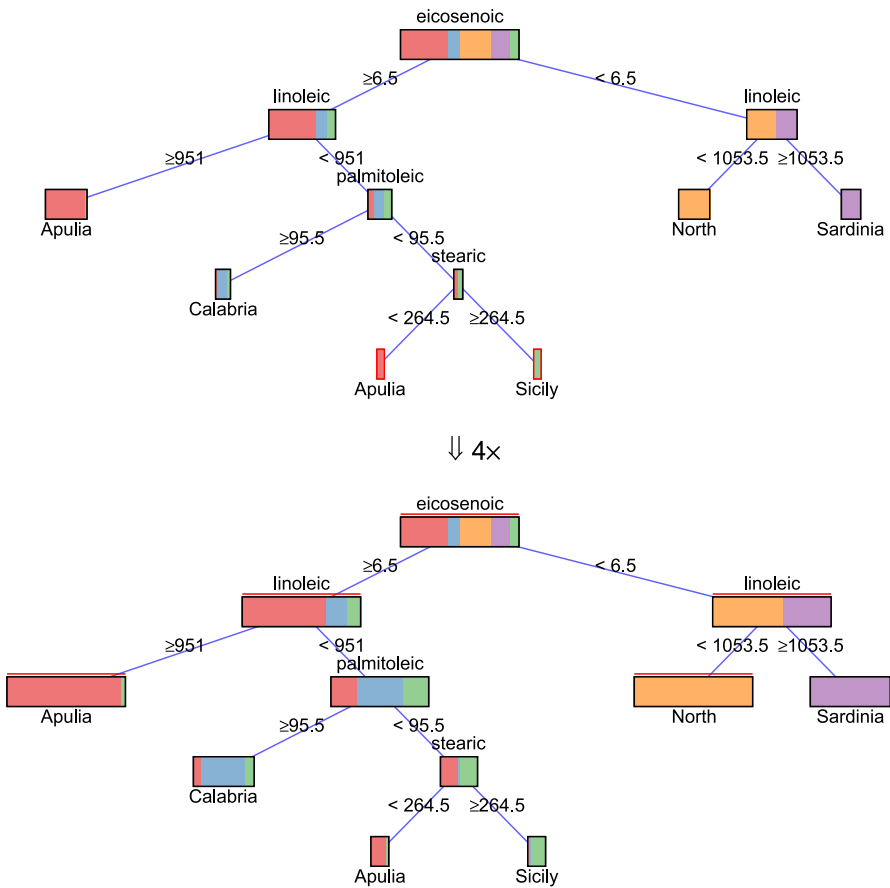 eicosenoic
≥6.5
< 6.5
linoleic
linoleic
≥951
< 951
< 1053.5
≥1053.5
palmitoleic
Apulia
North
Sardinia
≥95.5
< 95.5
stearic
Calabria
< 264.5
≥264.5
Apulia
Sicily
⇓ 4×
eicosenoic
≥6.5
< 6.5
linoleic
linoleic
≥951
< 951
< 1053.5
≥1053.5
palmitoleic
Apulia
North
Sardinia
≥95.5
< 95.5
stearic
Calabria
< 264.5
≥264.5
Apulia
Sicily